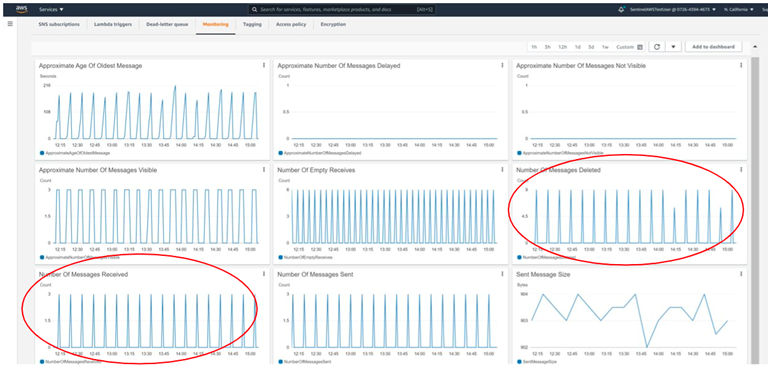 aws Services ▼ Search for services, features, marketplace products, and docs [Alt+S] N. California ▼
SNS subscriptions Lambda triggers Dead-letter queue Monitoring Tagging Access policy Encryption
1h 3h 12h 1d 3d 1w Custom Add to dashboard
Approximate Age Of Oldest Message
Seconds
0
12:15 12:30 12:45 13:00 13:15 13:30 13:45 14:00 14:15 14:30 14:45 15:00
ApproximateAgeOfOldestMessage
Approximate Number Of Messages Delayed
Count
1
0.5
0
12:15 12:30 12:45 13:00 13:15 13:30 13:45 14:00 14:15 14:30 14:45 15:00
ApproximateNumberOfMessagesDelayed
Approximate Number Of Messages Not Visible
Count
1
0.5
0
12:15 12:30 12:45 13:00 13:15 13:30 13:45 14:00 14:15 14:30 14:45 15:00
ApproximateNumberOfMessagesNotVisible
Approximate Number Of Messages Visible
Count
3
1.5
0
12:15 12:30 12:45 13:00 13:15 13:30 13:45 14:00 14:15 14:30 14:45 15:00
Number Of Empty Receives
Count
6
3
0
12:15 12:30 12:45 13:00 13:15 13:30 13:45 14:00 14:15 14:30 14:45 15:00
NumberOfEmptyReceives
Number Of Messages Deleted
Count
4.5
0
12:15 12:30 12:45 13:00 13:15 13:30 13:45 14:00 14:15 14:30 14:45 15:00
Number Of Messages Received
Count
3
1.5
0
12:15 12:30 12:45 13:00 13:15 13:30 13:45 14:00 14:15 14:30 14:45 15:00
NumberOfMessagesReceived
Number Of Messages Sent
Count
3
1.5
0
12:15 12:30 12:45 13:00 13:15 13:30 13:45 14:00 14:15 14:30 14:45 15:00
NumberOfMessagesSent
Sent Message Size
Bytes
904
903
902
12:15 12:30 12:45 13:00 13:15 13:30 13:45 14:00 14:15 14:30 14:45 15:00
SentMessageSize